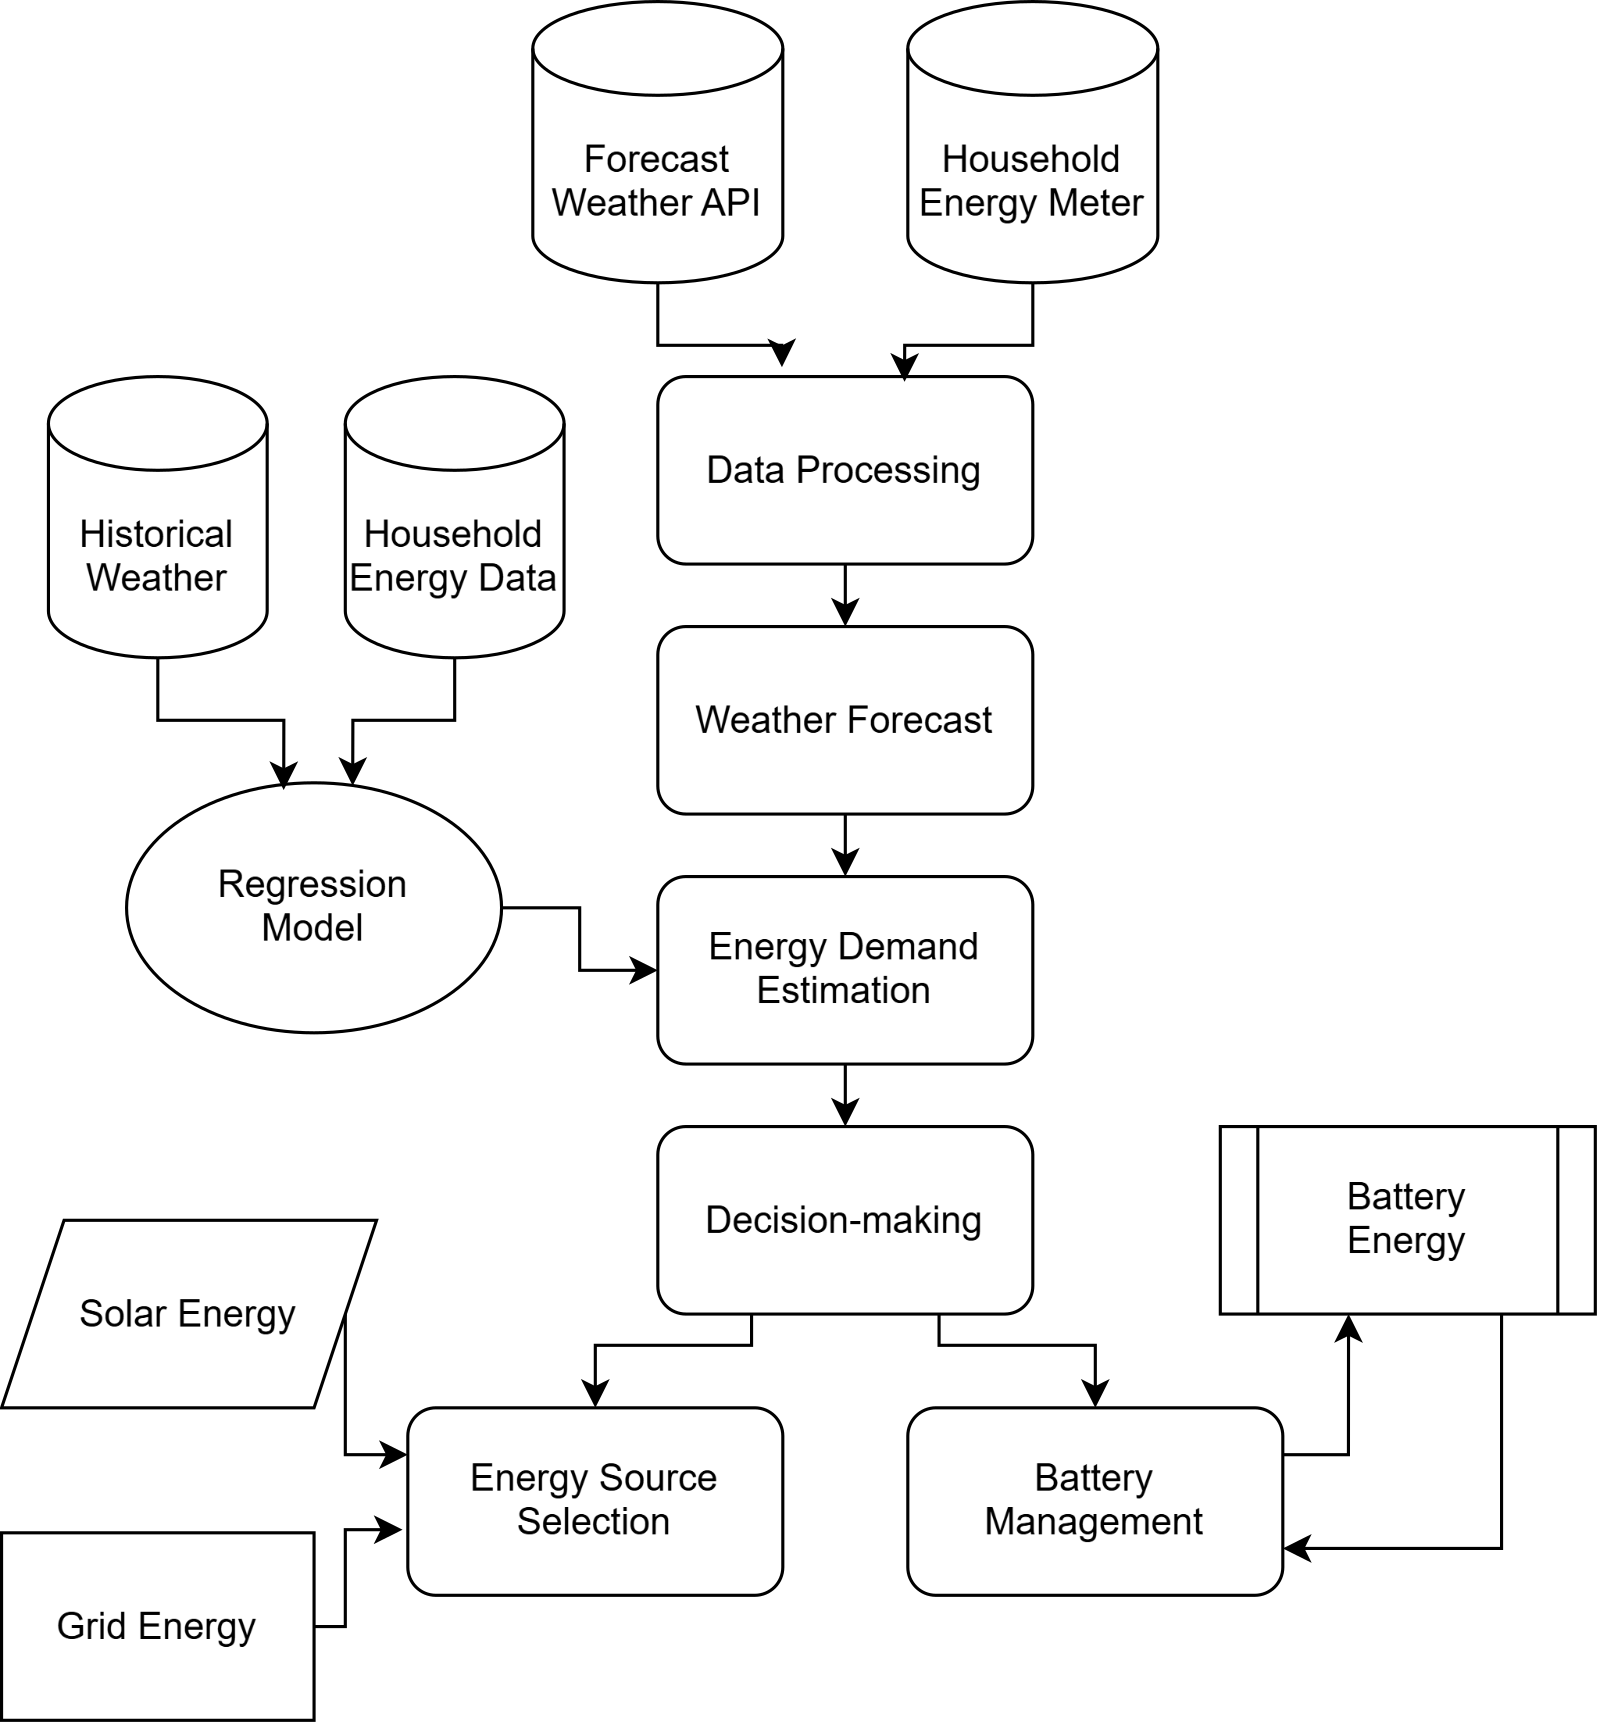 Forecast
Weather API
Household
Energy Meter
Data Processing
Historical
Weather
Household
Energy Data
Weather Forecast
Regression
Model
Energy Demand
Estimation
Decision-making
Battery
Energy
Solar Energy
Energy Source
Selection
Battery
Management
Grid Energy